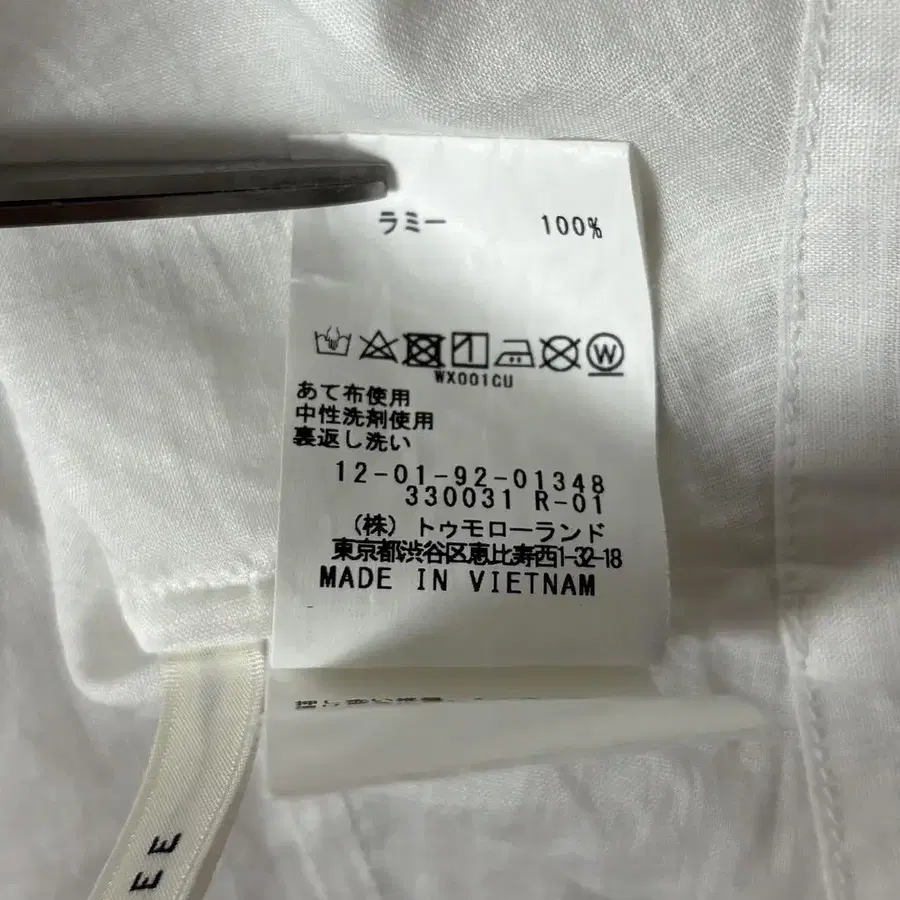 ラミー 100%
WX001CU
あて布使用
中性洗剤使用
裏返し洗い
12-01-92-01348
330031 R-01
(株) トゥモローランド
東京都渋谷区恵比寿西1-32-18
MADE IN VIETNAM
EE